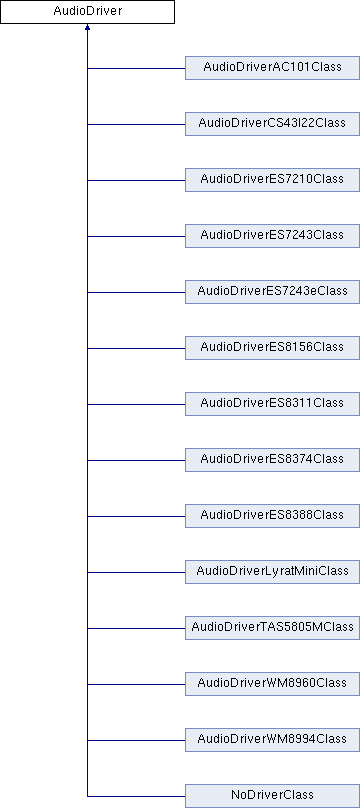 AudioDriver
AudioDriverAC101Class
AudioDriverCS43l22Class
AudioDriverES7210Class
AudioDriverES7243Class
AudioDriverES7243eClass
AudioDriverES8156Class
AudioDriverES8311Class
AudioDriverES8374Class
AudioDriverES8388Class
AudioDriverLyratMiniClass
AudioDriverTAS5805MClass
AudioDriverWM8960Class
AudioDriverWM8994Class
NoDriverClass